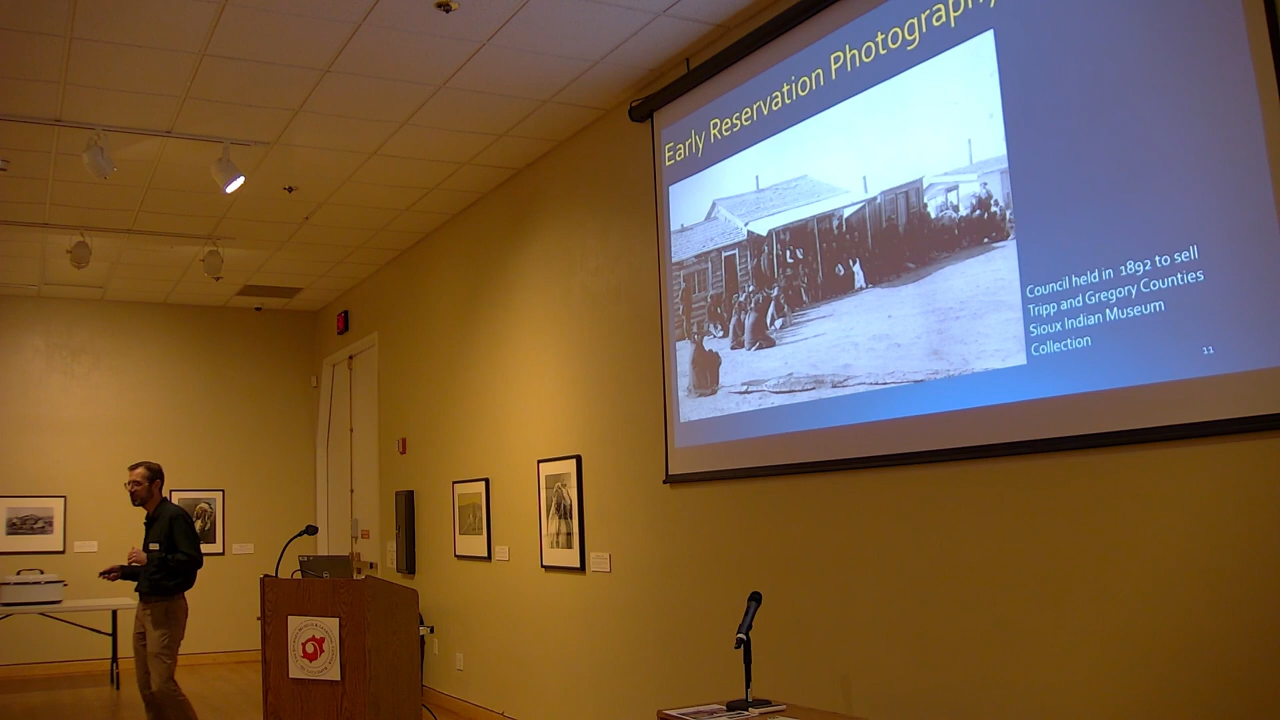 Early Reservation Photography
Council held in 1892 to sell
Tripp and Gregory Counties
Sioux Indian Museum
Collection
11